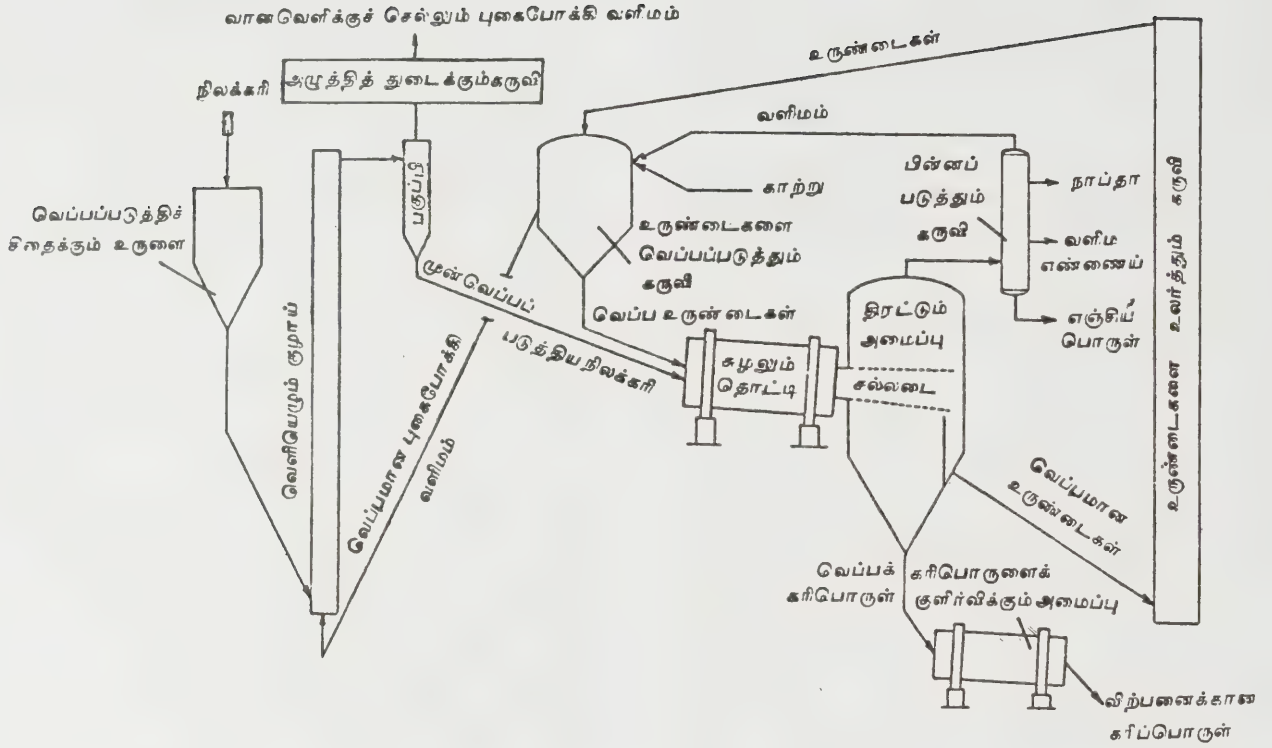 வானவெளிக்குச் செல்லும் புகைபோக்கி வளிமம்
அழுத்தித் துடைக்கும்கருவி
நிலக்கரி
பகுப்பி
வெப்பப்படுத்திச்
சிதைக்கும் உருளை
வெளியெழும் குழாய்
வெப்பமான புகைபோக்கி
வளிமம்
முன்வெப்பப்
படுத்திய நிலக்கரி
உருண்டைகள்
வளிமம்
காற்று
உருண்டைகளை
வெப்பப்படுத்தும்
கருவி
வெப்ப உருண்டைகள்
சுழலும்
தொட்டி
திரட்டும்
அமைப்பு
சல்லடை
பின்னப்
படுத்தும்
கருவி
நாப்தா
வளிம
எண்ணெய்
எஞ்சிய
பொருள்
உருண்டைகளை உலர்த்தும் கருவி
வெப்பமான
உருண்டைகள்
வெப்பக்
கரிபொருள்
கரிபொருளைக்
குளிர்விக்கும் அமைப்பு
விற்பனைக்கான
கரிப்பொருள்